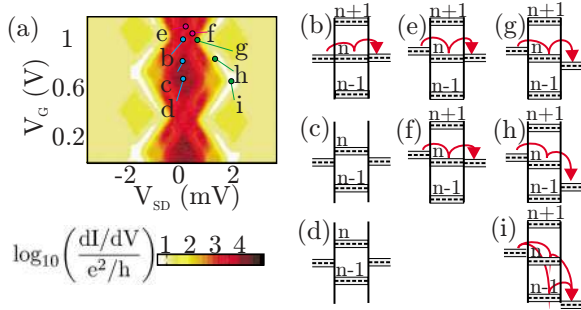 (a)
1
0.6
0.2
V_G (V)
-2 0 2
V_SD (mV)
e
b
c
d
f
g
h
i
log₁₀ (dI/dV / e²/h)
1 2 3 4
(b)
n+1
n
n-1
(e)
n+1
n
n-1
(g)
n+1
n
n-1
(c)
n
n-1
(f)
n+1
n
n-1
(h)
n
n-1
(d)
n
n-1
(i)
n+1
n
n-1